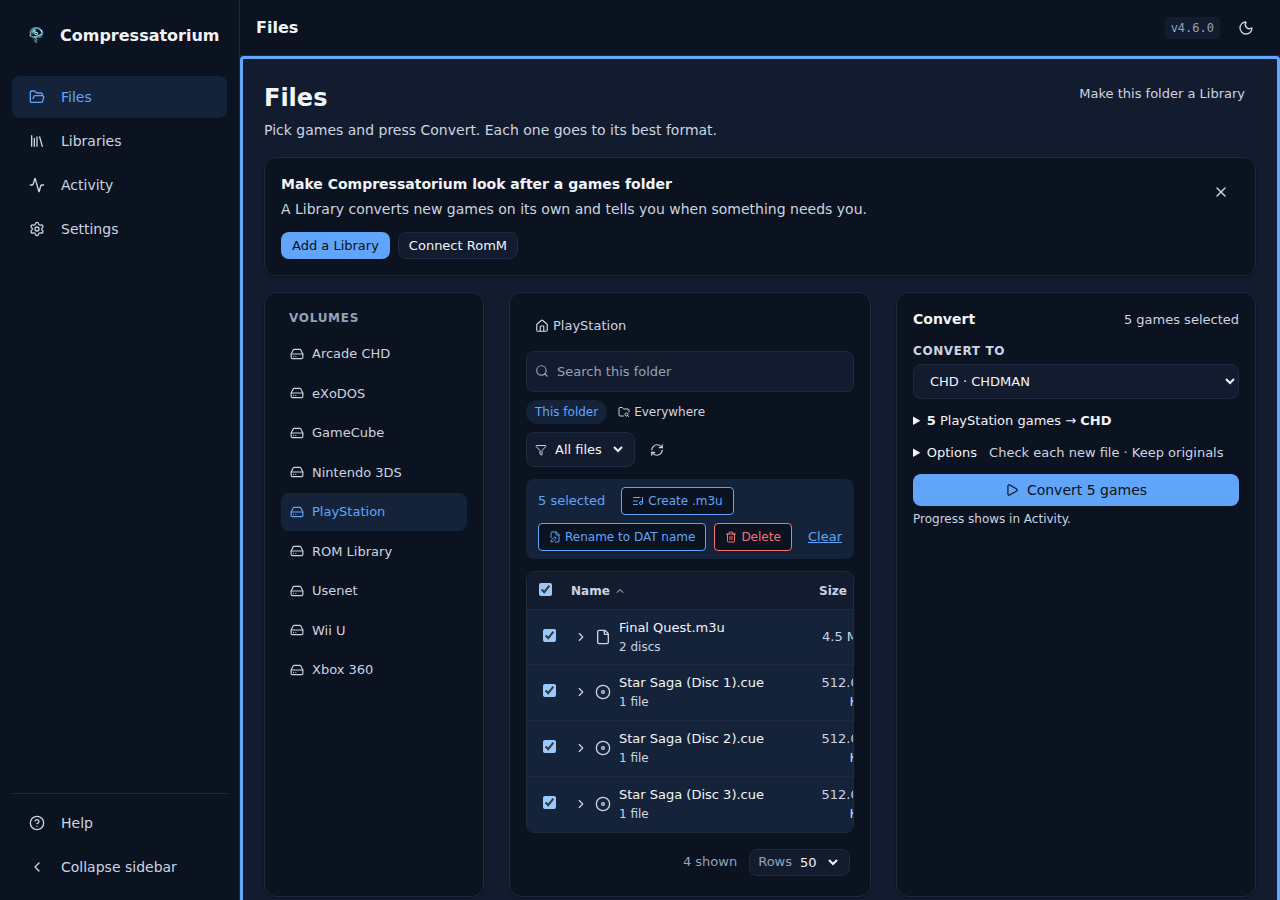 Compressatorium
Files
Libraries
Activity
Settings
Help
Collapse sidebar
Files
v4.6.0
Files
Make this folder a Library
Pick games and press Convert. Each one goes to its best format.
Make Compressatorium look after a games folder
A Library converts new games on its own and tells you when something needs you.
Add a Library
Connect RomM
VOLUMES
Arcade CHD
eXoDOS
GameCube
Nintendo 3DS
PlayStation
ROM Library
Usenet
Wii U
Xbox 360
PlayStation
Search this folder
This folder
Everywhere
All files
5 selected
Create .m3u
Rename to DAT name
Delete
Clear
Name
Size
Final Quest.m3u
4.5
2 discs
Star Saga (Disc 1).cue
512.
1 file
Star Saga (Disc 2).cue
512.
1 file
Star Saga (Disc 3).cue
512.
1 file
4 shown
Rows 50
Convert
5 games selected
CONVERT TO
CHD · CHDMAN
5 PlayStation games → CHD
Options Check each new file · Keep originals
Convert 5 games
Progress shows in Activity.